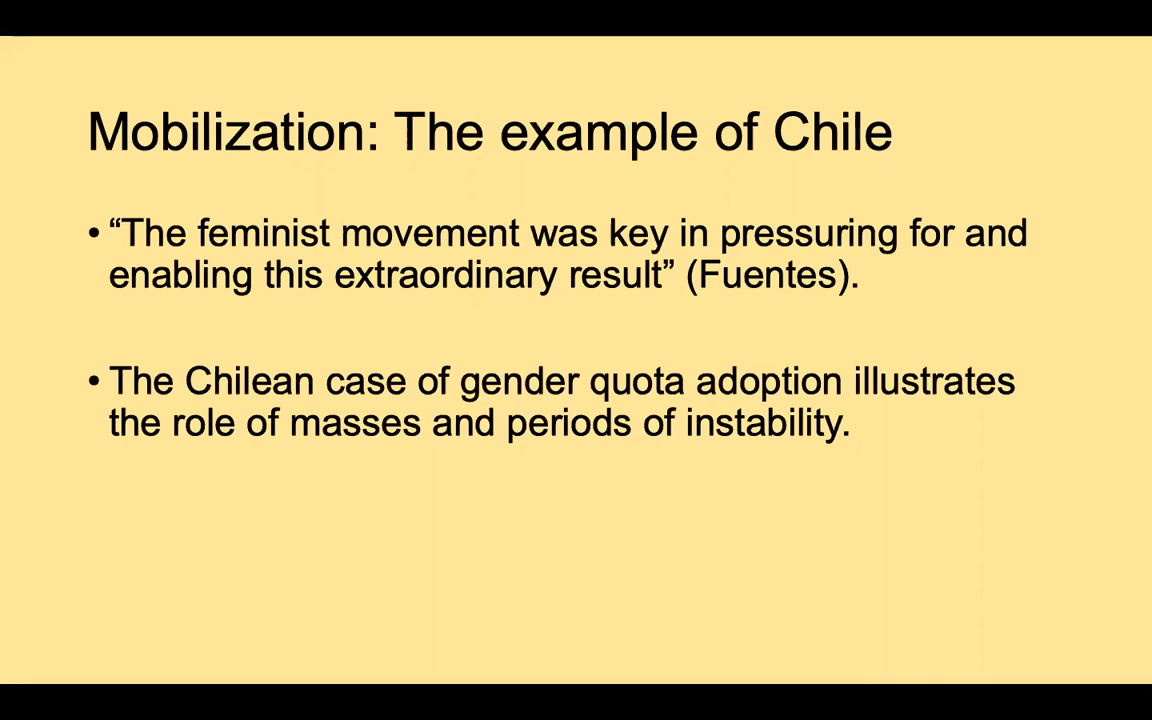 Mobilization: The example of Chile
• “The feminist movement was key in pressuring for and
enabling this extraordinary result” (Fuentes).
• The Chilean case of gender quota adoption illustrates
the role of masses and periods of instability.